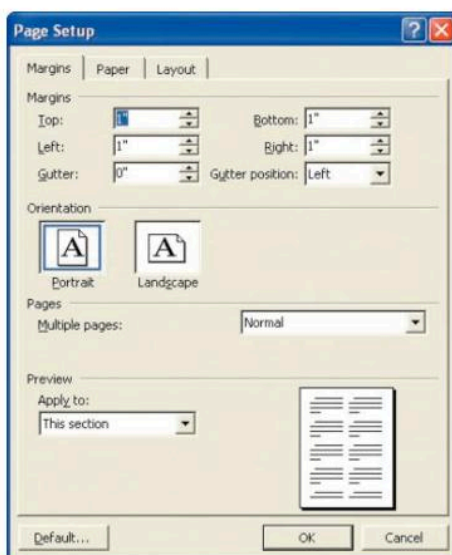 Page Setup
Margins Paper Layout
Margins
Top: 1" Bottom: 1"
Left: 1" Right: 1"
Gutter: 0" Gutter position: Left
Orientation
A A
Portrait Landscape
Pages
Multiple pages: Normal
Preview
Apply to:
This section
Default... OK Cancel